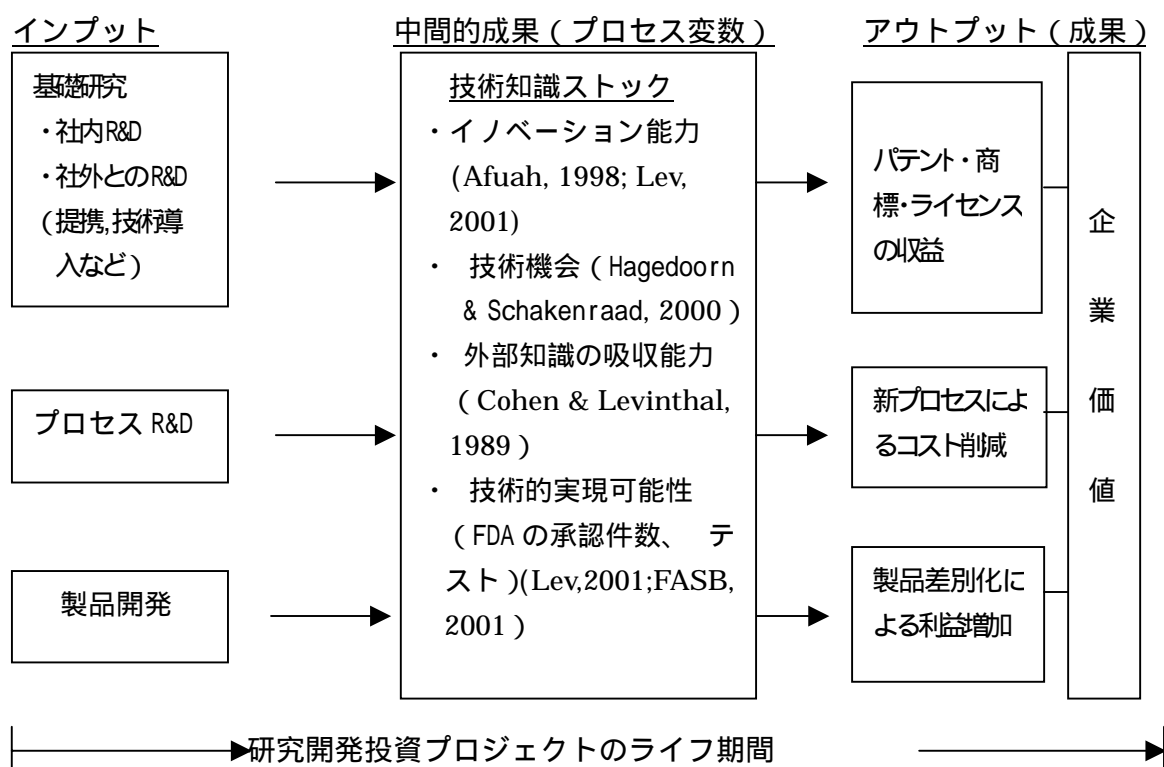 インプット
中間的成果（プロセス変数）
アウトプット（成果）
基礎研究
・社内R&D
・社外とのR&D
（提携,技術導
入など）
プロセス R&D
製品開発
技術知識ストック
・イノベーション能力
(Afuah, 1998; Lev,
2001)
・ 技術機会（Hagedoorn
& Schakenraad, 2000）
・ 外部知識の吸収能力
（Cohen & Levinthal,
1989）
・ 技術的実現可能性
（FDA の承認件数、 テ
スト）(Lev,2001;FASB,
2001）
パテント・商
標・ライセンス
の収益
新プロセスによ
るコスト削減
製品差別化に
よる利益増加
企
業
価
値
研究開発投資プロジェクトのライフ期間